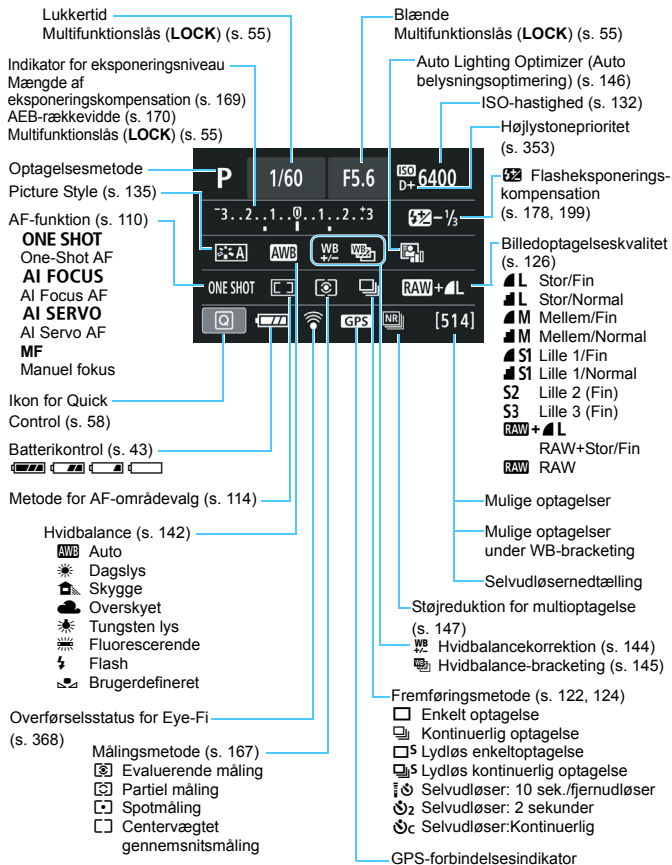 Lukkertid
Multifunktionslås (LOCK) (s. 55)
Blænde
Multifunktionslås (LOCK) (s. 55)
Indikator for eksponeringsniveau
Mængde af
eksponeringskompensation (s. 169)
AEB-rækkevidde (s. 170)
Multifunktionslås (LOCK) (s. 55)
Auto Lighting Optimizer (Auto
belysningsoptimering) (s. 146)
ISO-hastighed (s. 132)
Højlystoneprioritet
(s. 353)
Optagelsesmetode
Picture Style (s. 135)
AF-funktion (s. 110)
ONE SHOT
One-Shot AF
AI FOCUS
AI Focus AF
AI SERVO
AI Servo AF
MF
Manuel fokus
Ikon for Quick
Control (s. 58)
Batterikontrol (s. 43)
P 1/60 F5.6 ISO D+ 6400
-3..2..1..0..1..2.+3 -1/3
A AWB WB +/- WB
ONE SHOT RAW+L
Q GPS NR [514]
Flasheksponerings-
kompensation
(s. 178, 199)
Billedoptagelseskvalitet
(s. 126)
L Stor/Fin
L Stor/Normal
M Mellem/Fin
M Mellem/Normal
S1 Lille 1/Fin
S1 Lille 1/Normal
S2 Lille 2 (Fin)
S3 Lille 3 (Fin)
RAW+L
RAW+Stor/Fin
RAW RAW
Metode for AF-områdevalg (s. 114)
Hvidbalance (s. 142)
AWB Auto
Dagslys
Skygge
Overskyet
Tungsten lys
Fluorescerende
Flash
Brugerdefineret
Overførselsstatus for Eye-Fi
(s. 368)
Målingsmetode (s. 167)
Evaluerende måling
Partiel måling
Spotmåling
Centervægtet
gennemsnitsmåling
Mulige optagelser
Mulige optagelser
under WB-bracketing
Selvudløsernedtælling
Støjreduktion for multioptagelse
(s. 147)
WB +/- Hvidbalancekorrektion (s. 144)
WB Hvidbalance-bracketing (s. 145)
Fremføringsmetode (s. 122, 124)
Enkelt optagelse
Kontinuerlig optagelse
S Lydløs enkeltoptagelse
S Lydløs kontinuerlig optagelse
Selvudløser: 10 sek./fjernudløser
2 Selvudløser: 2 sekunder
C Selvudløser:Kontinuerlig
GPS-forbindelsesindikator